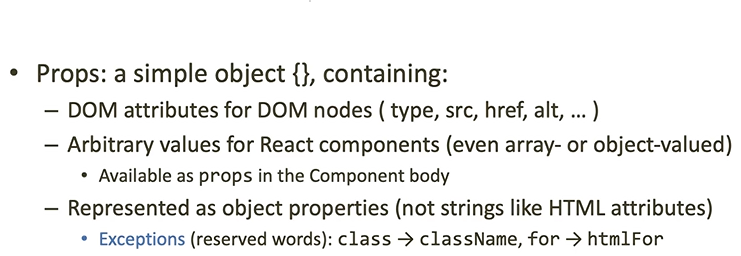 • Props: a simple object {}, containing:
– DOM attributes for DOM nodes ( type, src, href, alt, … )
– Arbitrary values for React components (even array- or object-valued)
• Available as props in the Component body
– Represented as object properties (not strings like HTML attributes)
• Exceptions (reserved words): class → className, for → htmlFor